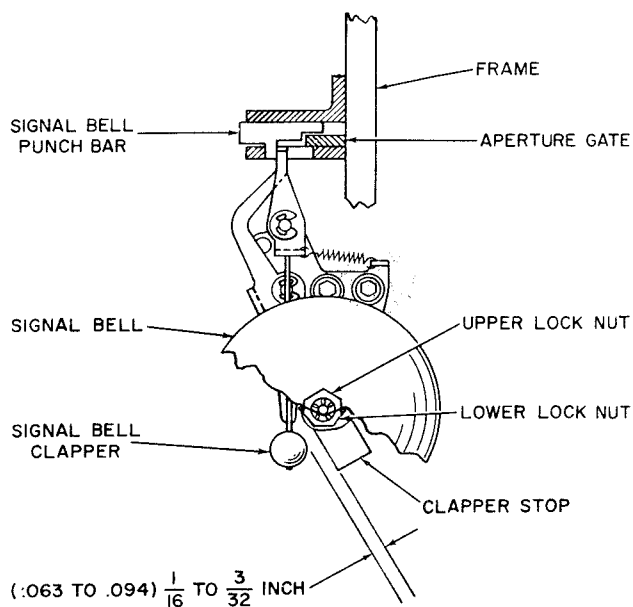 FRAME
SIGNAL BELL
PUNCH BAR
APERTURE GATE
SIGNAL BELL
UPPER LOCK NUT
LOWER LOCK NUT
SIGNAL BELL
CLAPPER
CLAPPER STOP
(:063 TO .094) 1/16 TO 3/32 INCH